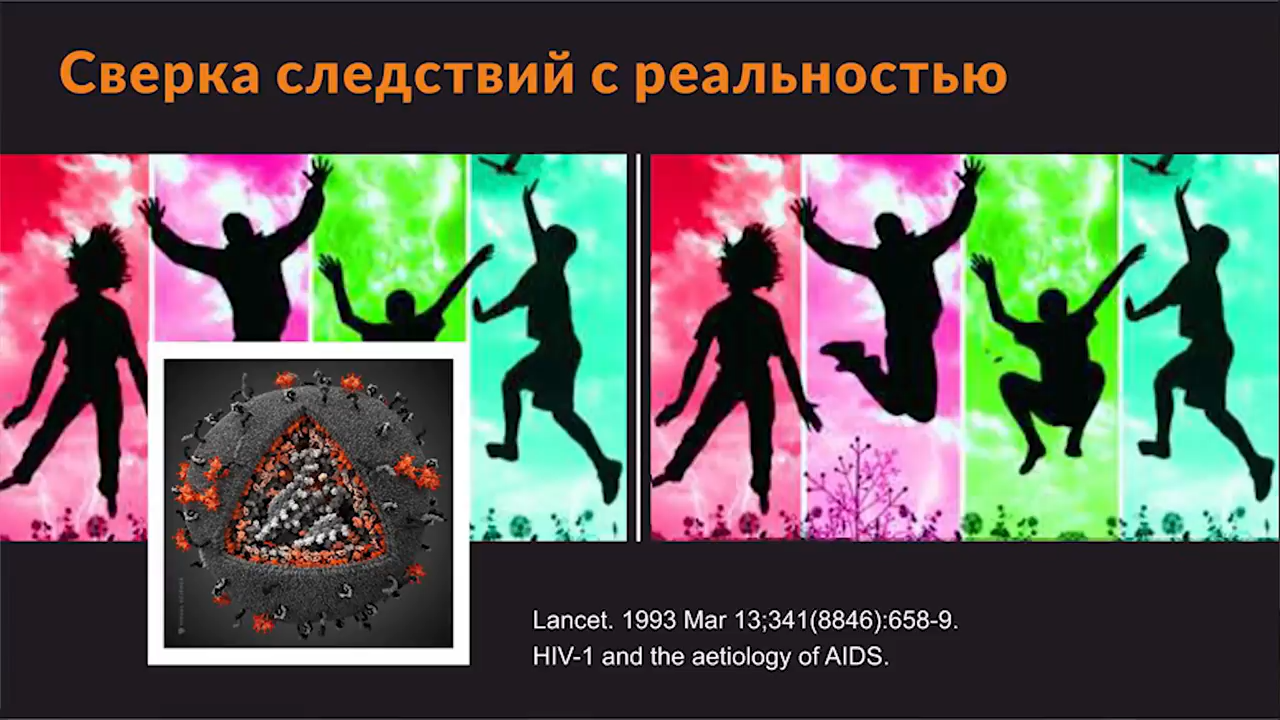 Сверка следствий с реальностью
Lancet. 1993 Mar 13;341(8846):658-9.
HIV-1 and the aetiology of AIDS.